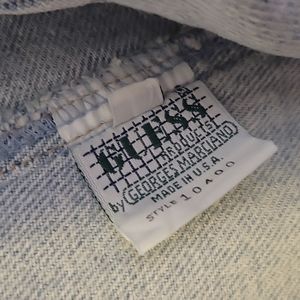 GUESS
PRODUCTS!
by GEORGES MARCIANO
MADE IN U.S.A.
STYLE 10400